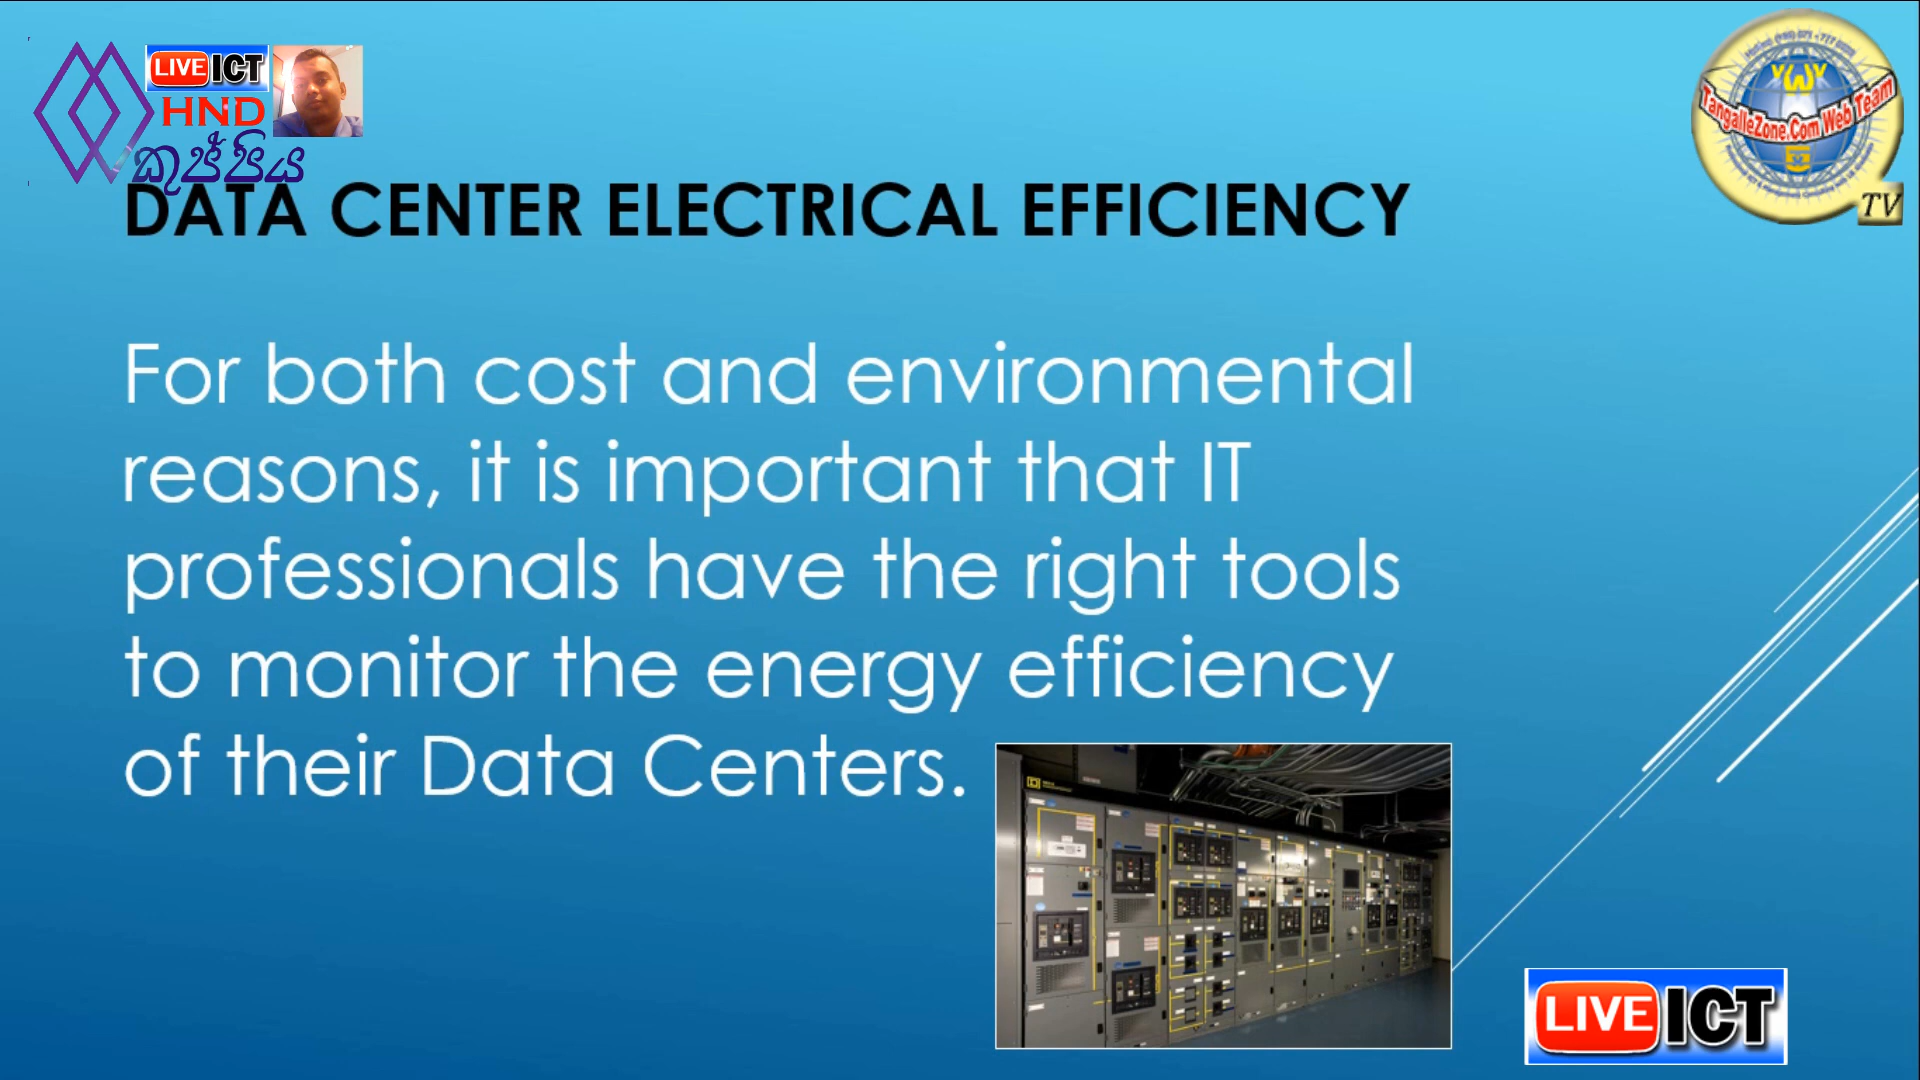 LIVE ICT
HND
කුප්පිය
TangalleZone.Com Web Team
TV
DATA CENTER ELECTRICAL EFFICIENCY
For both cost and environmental
reasons, it is important that IT
professionals have the right tools
to monitor the energy efficiency
of their Data Centers.
LIVE ICT